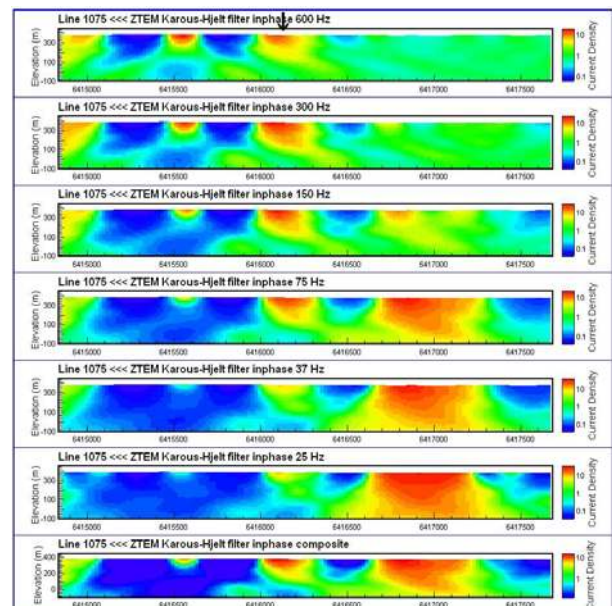 Line 1075 <<< ZTEM Karous-Hjelt filter inphase 600 Hz
Elevation (m)
300
100
-100
6415000 6415500 6416000 6416500 6417000 6417500
10
1
0.1
Current Density
Line 1075 <<< ZTEM Karous-Hjelt filter inphase 300 Hz
Elevation (m)
300
100
-100
6415000 6415500 6416000 6416500 6417000 6417500
10
1
0.1
Current Density
Line 1075 <<< ZTEM Karous-Hjelt filter inphase 150 Hz
Elevation (m)
300
100
-100
6415000 6415500 6416000 6416500 6417000 6417500
10
1
0.1
Current Density
Line 1075 <<< ZTEM Karous-Hjelt filter inphase 75 Hz
Elevation (m)
300
100
-100
6415000 6415500 6416000 6416500 6417000 6417500
10
1
0.1
Current Density
Line 1075 <<< ZTEM Karous-Hjelt filter inphase 37 Hz
Elevation (m)
300
100
-100
6415000 6415500 6416000 6416500 6417000 6417500
10
1
0.1
Current Density
Line 1075 <<< ZTEM Karous-Hjelt filter inphase 25 Hz
Elevation (m)
300
100
-100
6415000 6415500 6416000 6416500 6417000 6417500
10
1
0.1
Current Density
Line 1075 <<< ZTEM Karous-Hjelt filter inphase composite
Elevation (m)
400
200
0
6415000 6415500 6416000 6416500 6417000 6417500
10
1
0.1
Current Density